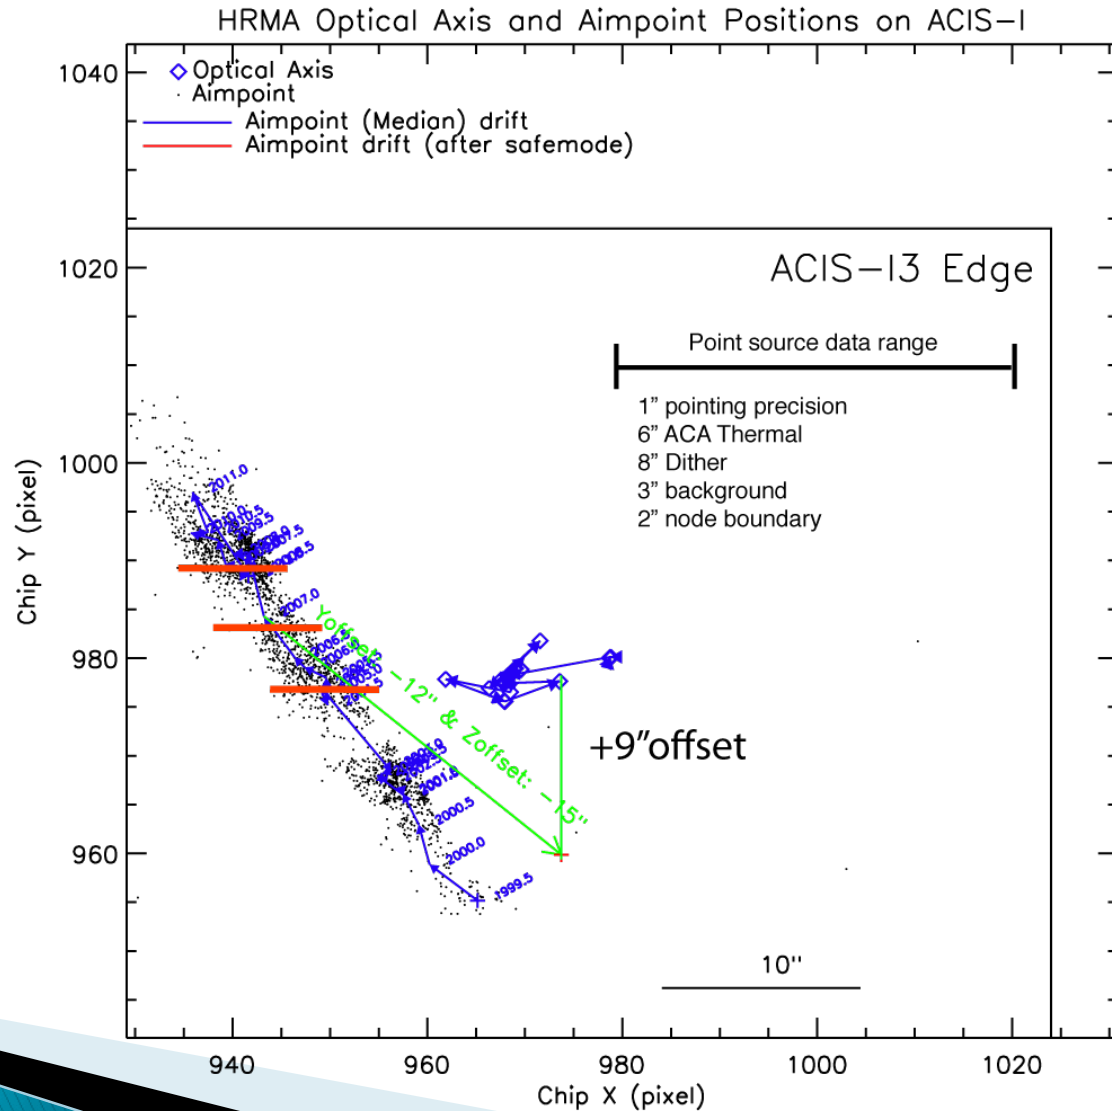 HRMA Optical Axis and Aimpoint Positions on ACIS-I
Optical Axis
Aimpoint
Aimpoint (Median) drift
Aimpoint drift (after safemode)
ACIS-I3 Edge
Point source data range
1” pointing precision
6” ACA Thermal
8” Dither
3” background
2” node boundary
2011.0
2007.0
Yoffset: -12" & Zoffset: -15"
+9”offset
2000.5
2000.0
1999.5
10"
1040
1020
1000
980
960
Chip Y (pixel)
940
960
980
1000
1020
Chip X (pixel)